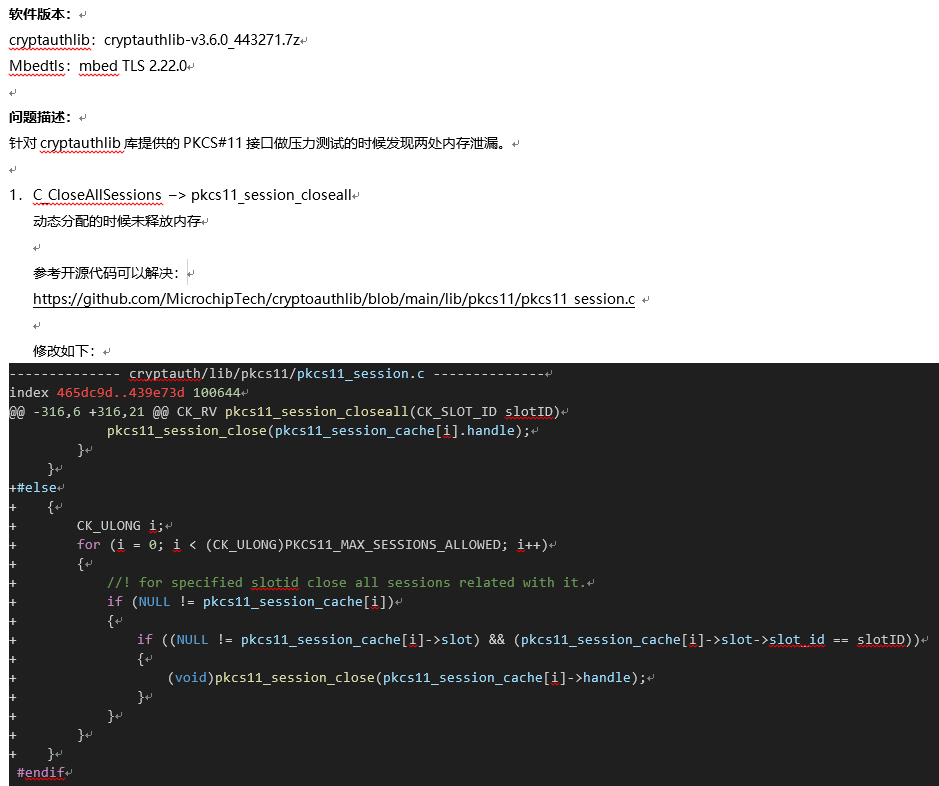 软件版本：
cryptauthlib：cryptauthlib-v3.6.0_443271.7z
Mbedtls：mbed TLS 2.22.0
问题描述：
针对 cryptauthlib 库提供的 PKCS#11 接口做压力测试的时候发现两处内存泄漏。
1. C_CloseAllSessions –> pkcs11_session_closeall
动态分配的时候未释放内存
参考开源代码可以解决：
https://github.com/MicrochipTech/cryptoauthlib/blob/main/lib/pkcs11/pkcs11_session.c
修改如下：
-------------- cryptauth/lib/pkcs11/pkcs11_session.c --------------
index 465dc9d..439e73d 100644
@@ -316,6 +316,21 @@ CK_RV pkcs11_session_closeall(CK_SLOT_ID slotID)
            pkcs11_session_close(pkcs11_session_cache[i].handle);
        }
    }
+#else
+    {
+        CK_ULONG i;
+        for (i = 0; i < (CK_ULONG)PKCS11_MAX_SESSIONS_ALLOWED; i++)
+        {
+            //! for specified slotid close all sessions related with it.
+            if (NULL != pkcs11_session_cache[i])
+            {
+                if ((NULL != pkcs11_session_cache[i]->slot) && (pkcs11_session_cache[i]->slot->slot_id == slotID))
+                {
+                    (void)pkcs11_session_close(pkcs11_session_cache[i]->handle);
+                }
+            }
+        }
+    }
 #endif